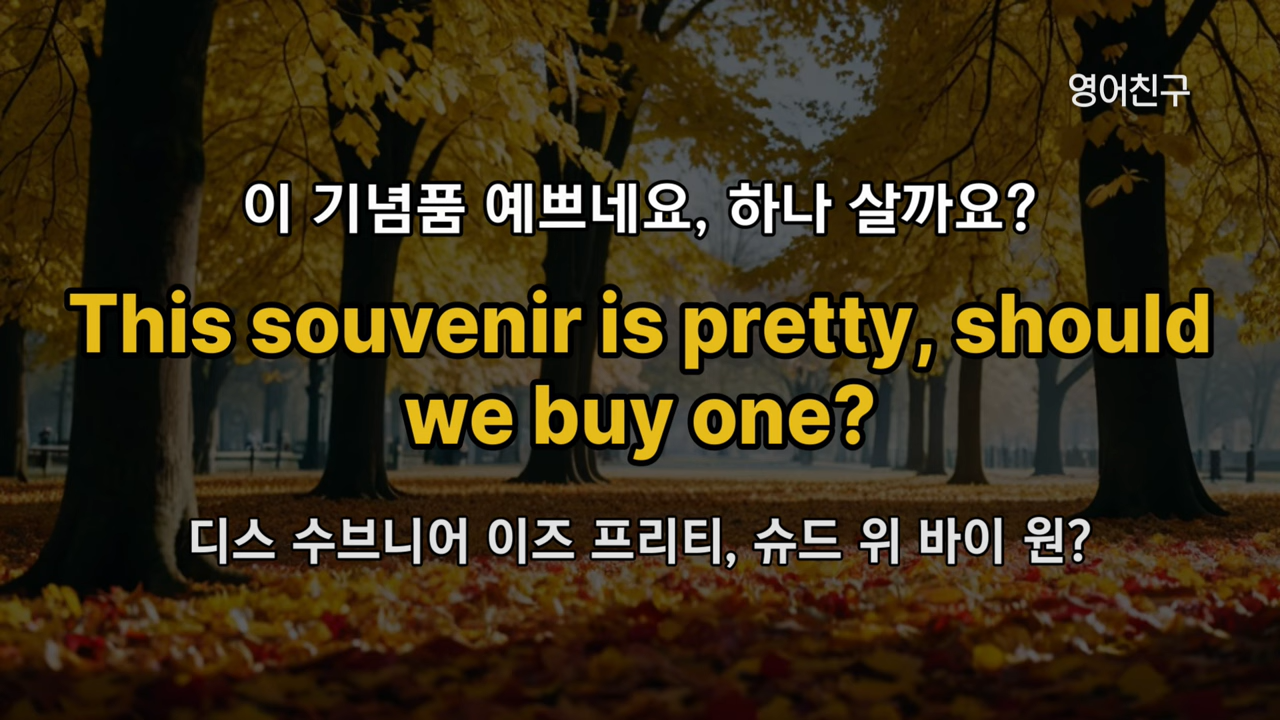 영어친구
이 기념품 예쁘네요, 하나 살까요?
This souvenir is pretty, should
we buy one?
디스 수브니어 이즈 프리티, 슈드 위 바이 원?